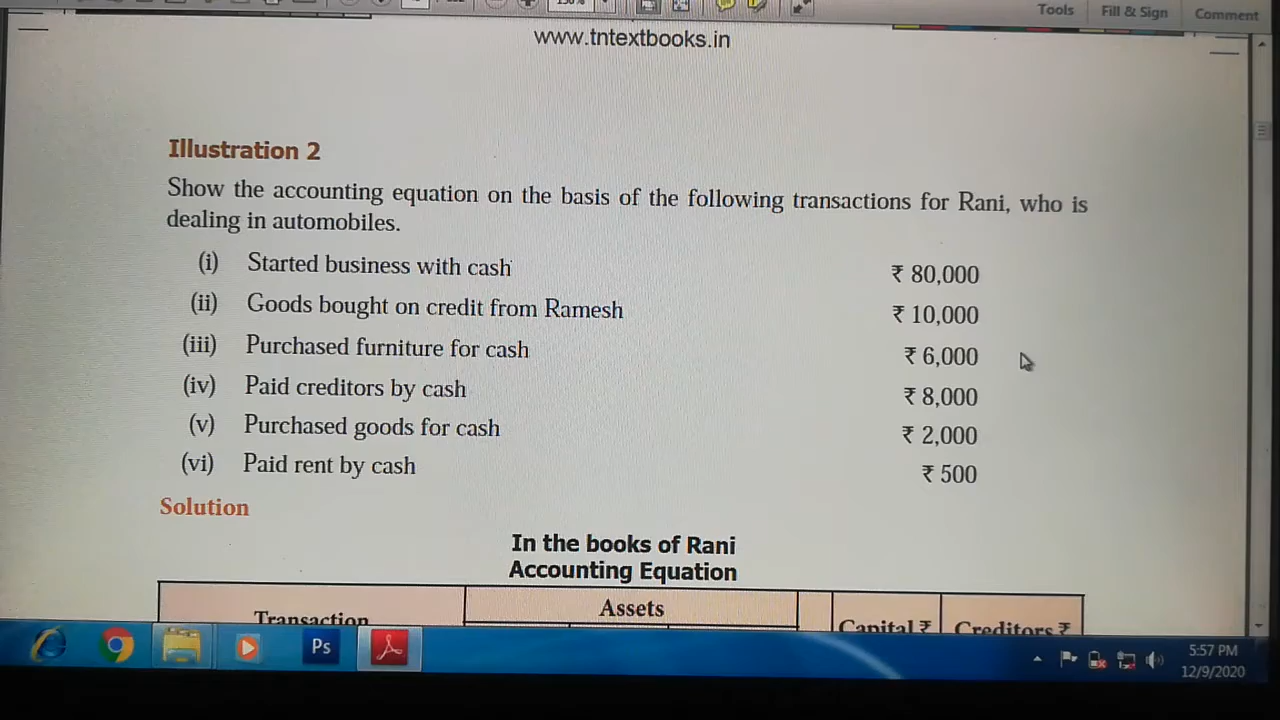 Tools Fill & Sign Comment
www.tntextbooks.in
Illustration 2
Show the accounting equation on the basis of the following transactions for Rani, who is
dealing in automobiles.
(i) Started business with cash ₹ 80,000
(ii) Goods bought on credit from Ramesh ₹ 10,000
(iii) Purchased furniture for cash ₹ 6,000
(iv) Paid creditors by cash ₹ 8,000
(v) Purchased goods for cash ₹ 2,000
(vi) Paid rent by cash ₹ 500
Solution
In the books of Rani
Accounting Equation
Transaction Assets Capital ₹ Creditors ₹
Ps
5:57 PM
12/9/2020